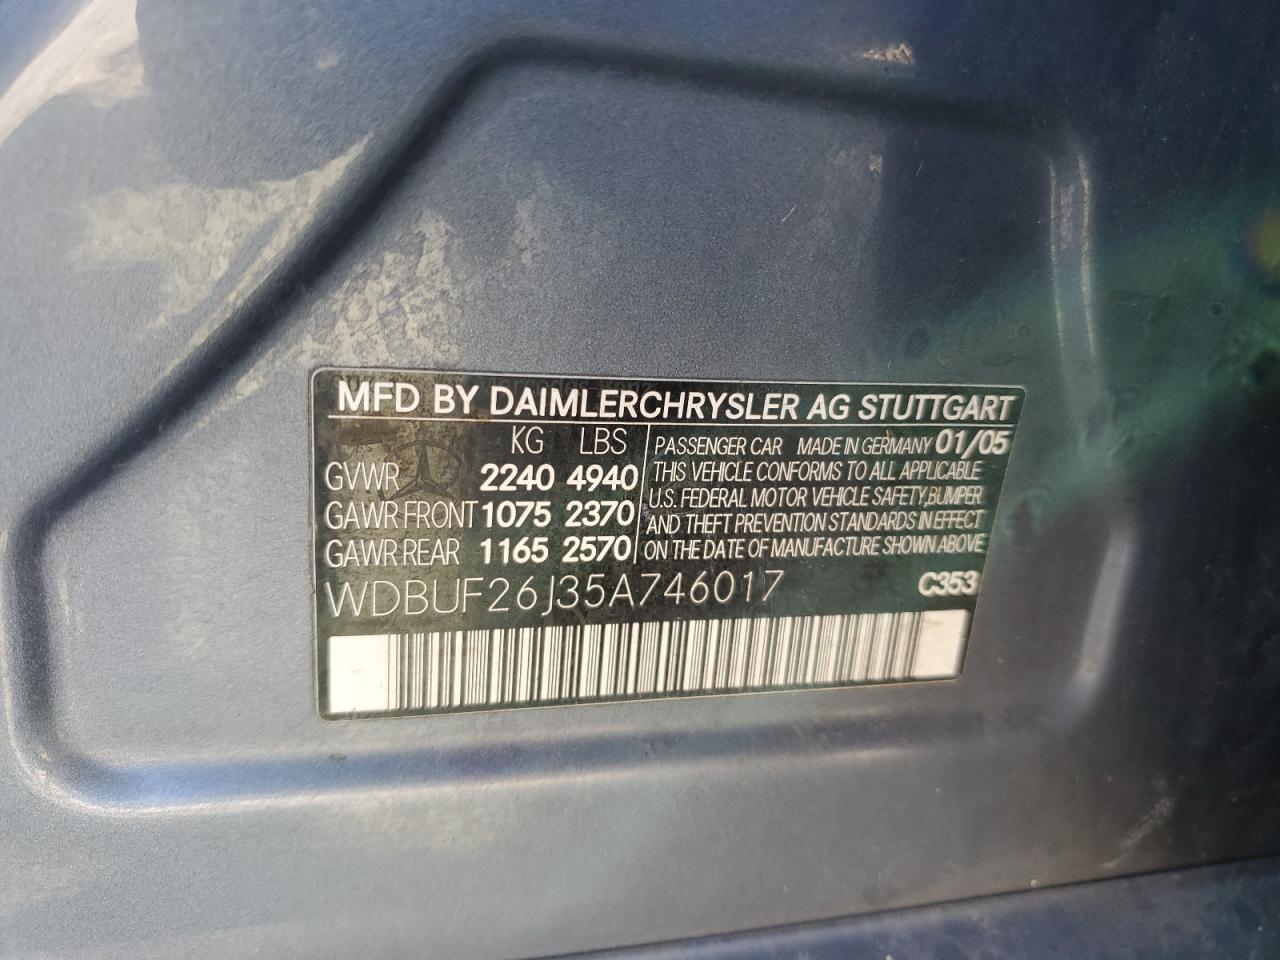 MFD BY DAIMLERCHRYSLER AG STUTTGART
KG LBS
GVWR 2240 4940
GAWR FRONT 1075 2370
GAWR REAR 1165 2570
PASSENGER CAR MADE IN GERMANY 01/05
THIS VEHICLE CONFORMS TO ALL APPLICABLE
U.S. FEDERAL MOTOR VEHICLE SAFETY, BUMPER
AND THEFT PREVENTION STANDARDS IN EFFECT
ON THE DATE OF MANUFACTURE SHOWN ABOVE
WDBUF26J35A746017 C353